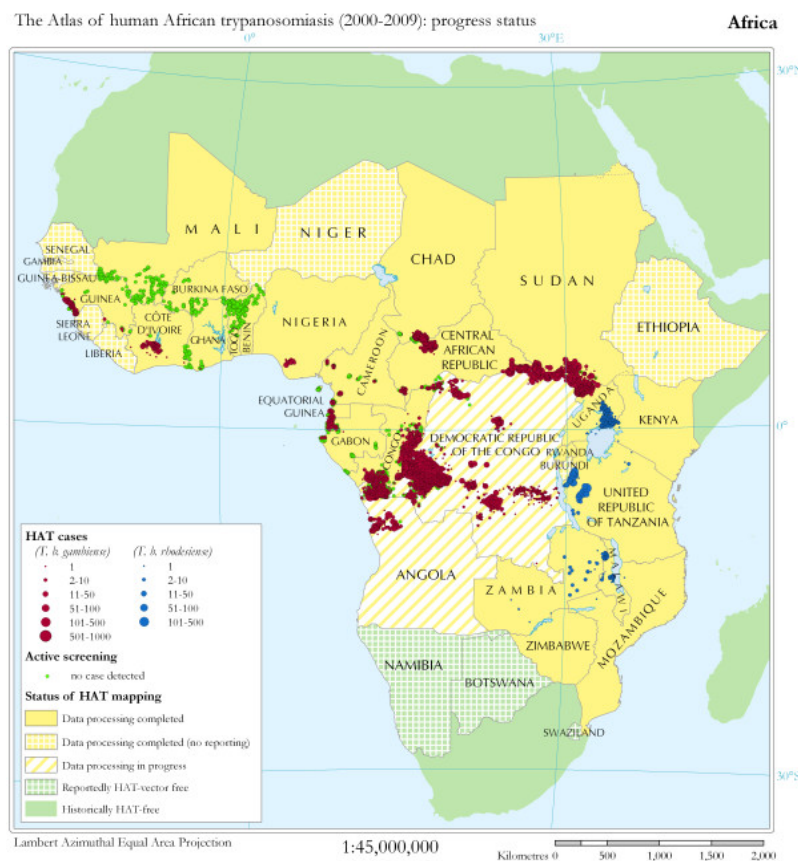 The Atlas of human African trypanosomiasis (2000-2009): progress status
Africa
0°
30°E
30°N
MALI
NIGER
CHAD
SUDAN
SENEGAL
GAMBIA
GUINEA-BISSAU
GUINEA
SIERRA
LEONE
LIBERIA
CÔTE
D'IVOIRE
BURKINA FASO
GHANA
TOGO
BENIN
NIGERIA
CAMEROON
CENTRAL
AFRICAN
REPUBLIC
ETHIOPIA
EQUATORIAL
GUINEA
GABON
CONGO
DEMOCRATIC REPUBLIC
OF THE CONGO
UGANDA
KENYA
0°
RWANDA
BURUNDI
UNITED
REPUBLIC
OF TANZANIA
ANGOLA
ZAMBIA
MALAWI
MOZAMBIQUE
ZIMBABWE
NAMIBIA
BOTSWANA
SWAZILAND
30°S
HAT cases
(T. b. gambiense) (T. b. rhodesiense)
1 1
2-10 2-10
11-50 11-50
51-100 51-100
101-500 101-500
501-1000
Active screening
no case detected
Status of HAT mapping
Data processing completed
Data processing completed (no reporting)
Data processing in progress
Reportedly HAT-vector free
Historically HAT-free
Lambert Azimuthal Equal Area Projection
1:45,000,000
Kilometres 0 500 1,000 1,500 2,000